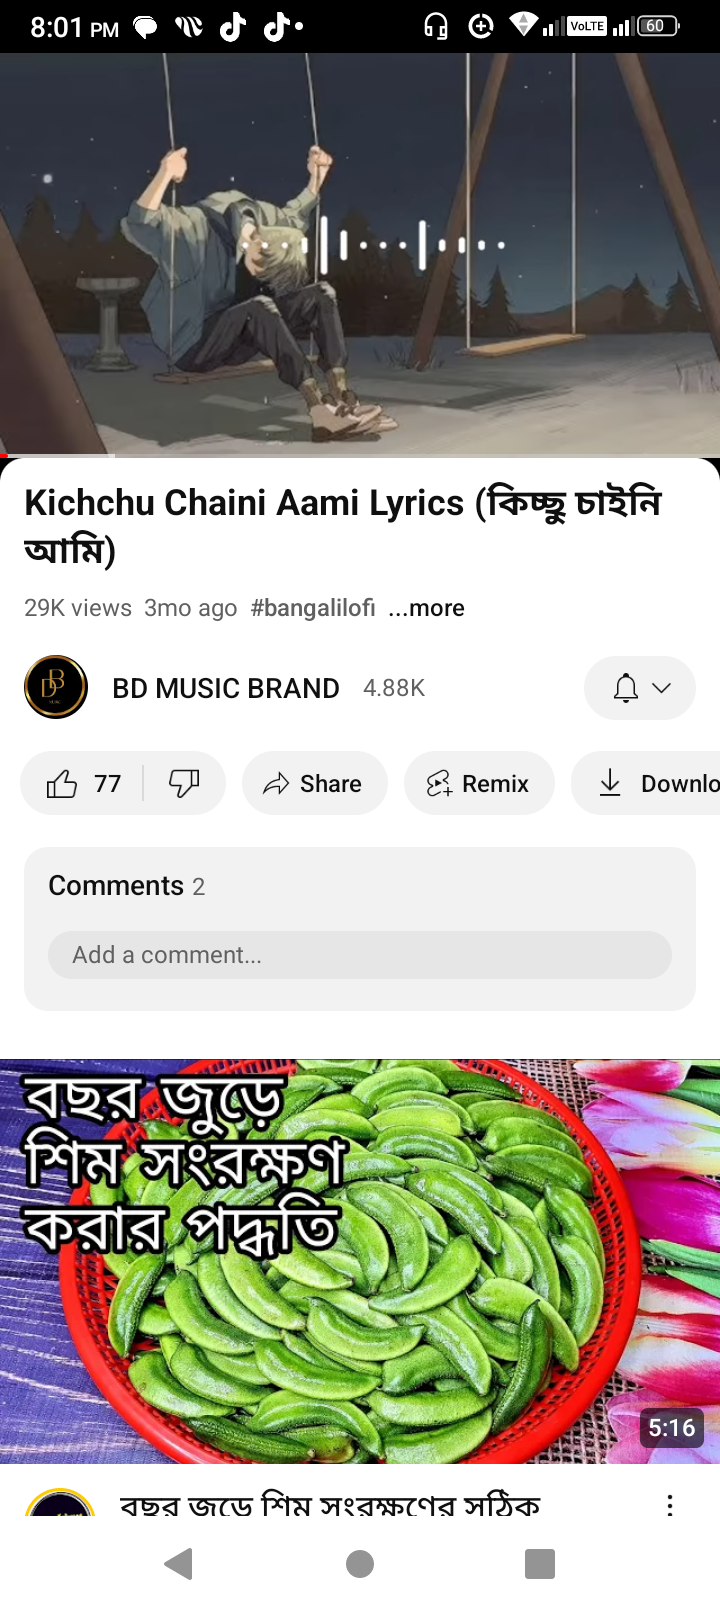 8:01 PM
VoLTE
60
Kichchu Chaini Aami Lyrics (কিচ্ছু চাইনি
আমি)
29K views 3mo ago #bangalilofi ...more
BD MUSIC BRAND 4.88K
77 Share Remix Downlo
Comments 2
Add a comment...
বছর জুড়ে
শিম সংরক্ষণ
করার পদ্ধতি
5:16
বছর জুড়ে শিম সংরক্ষণের সঠিক